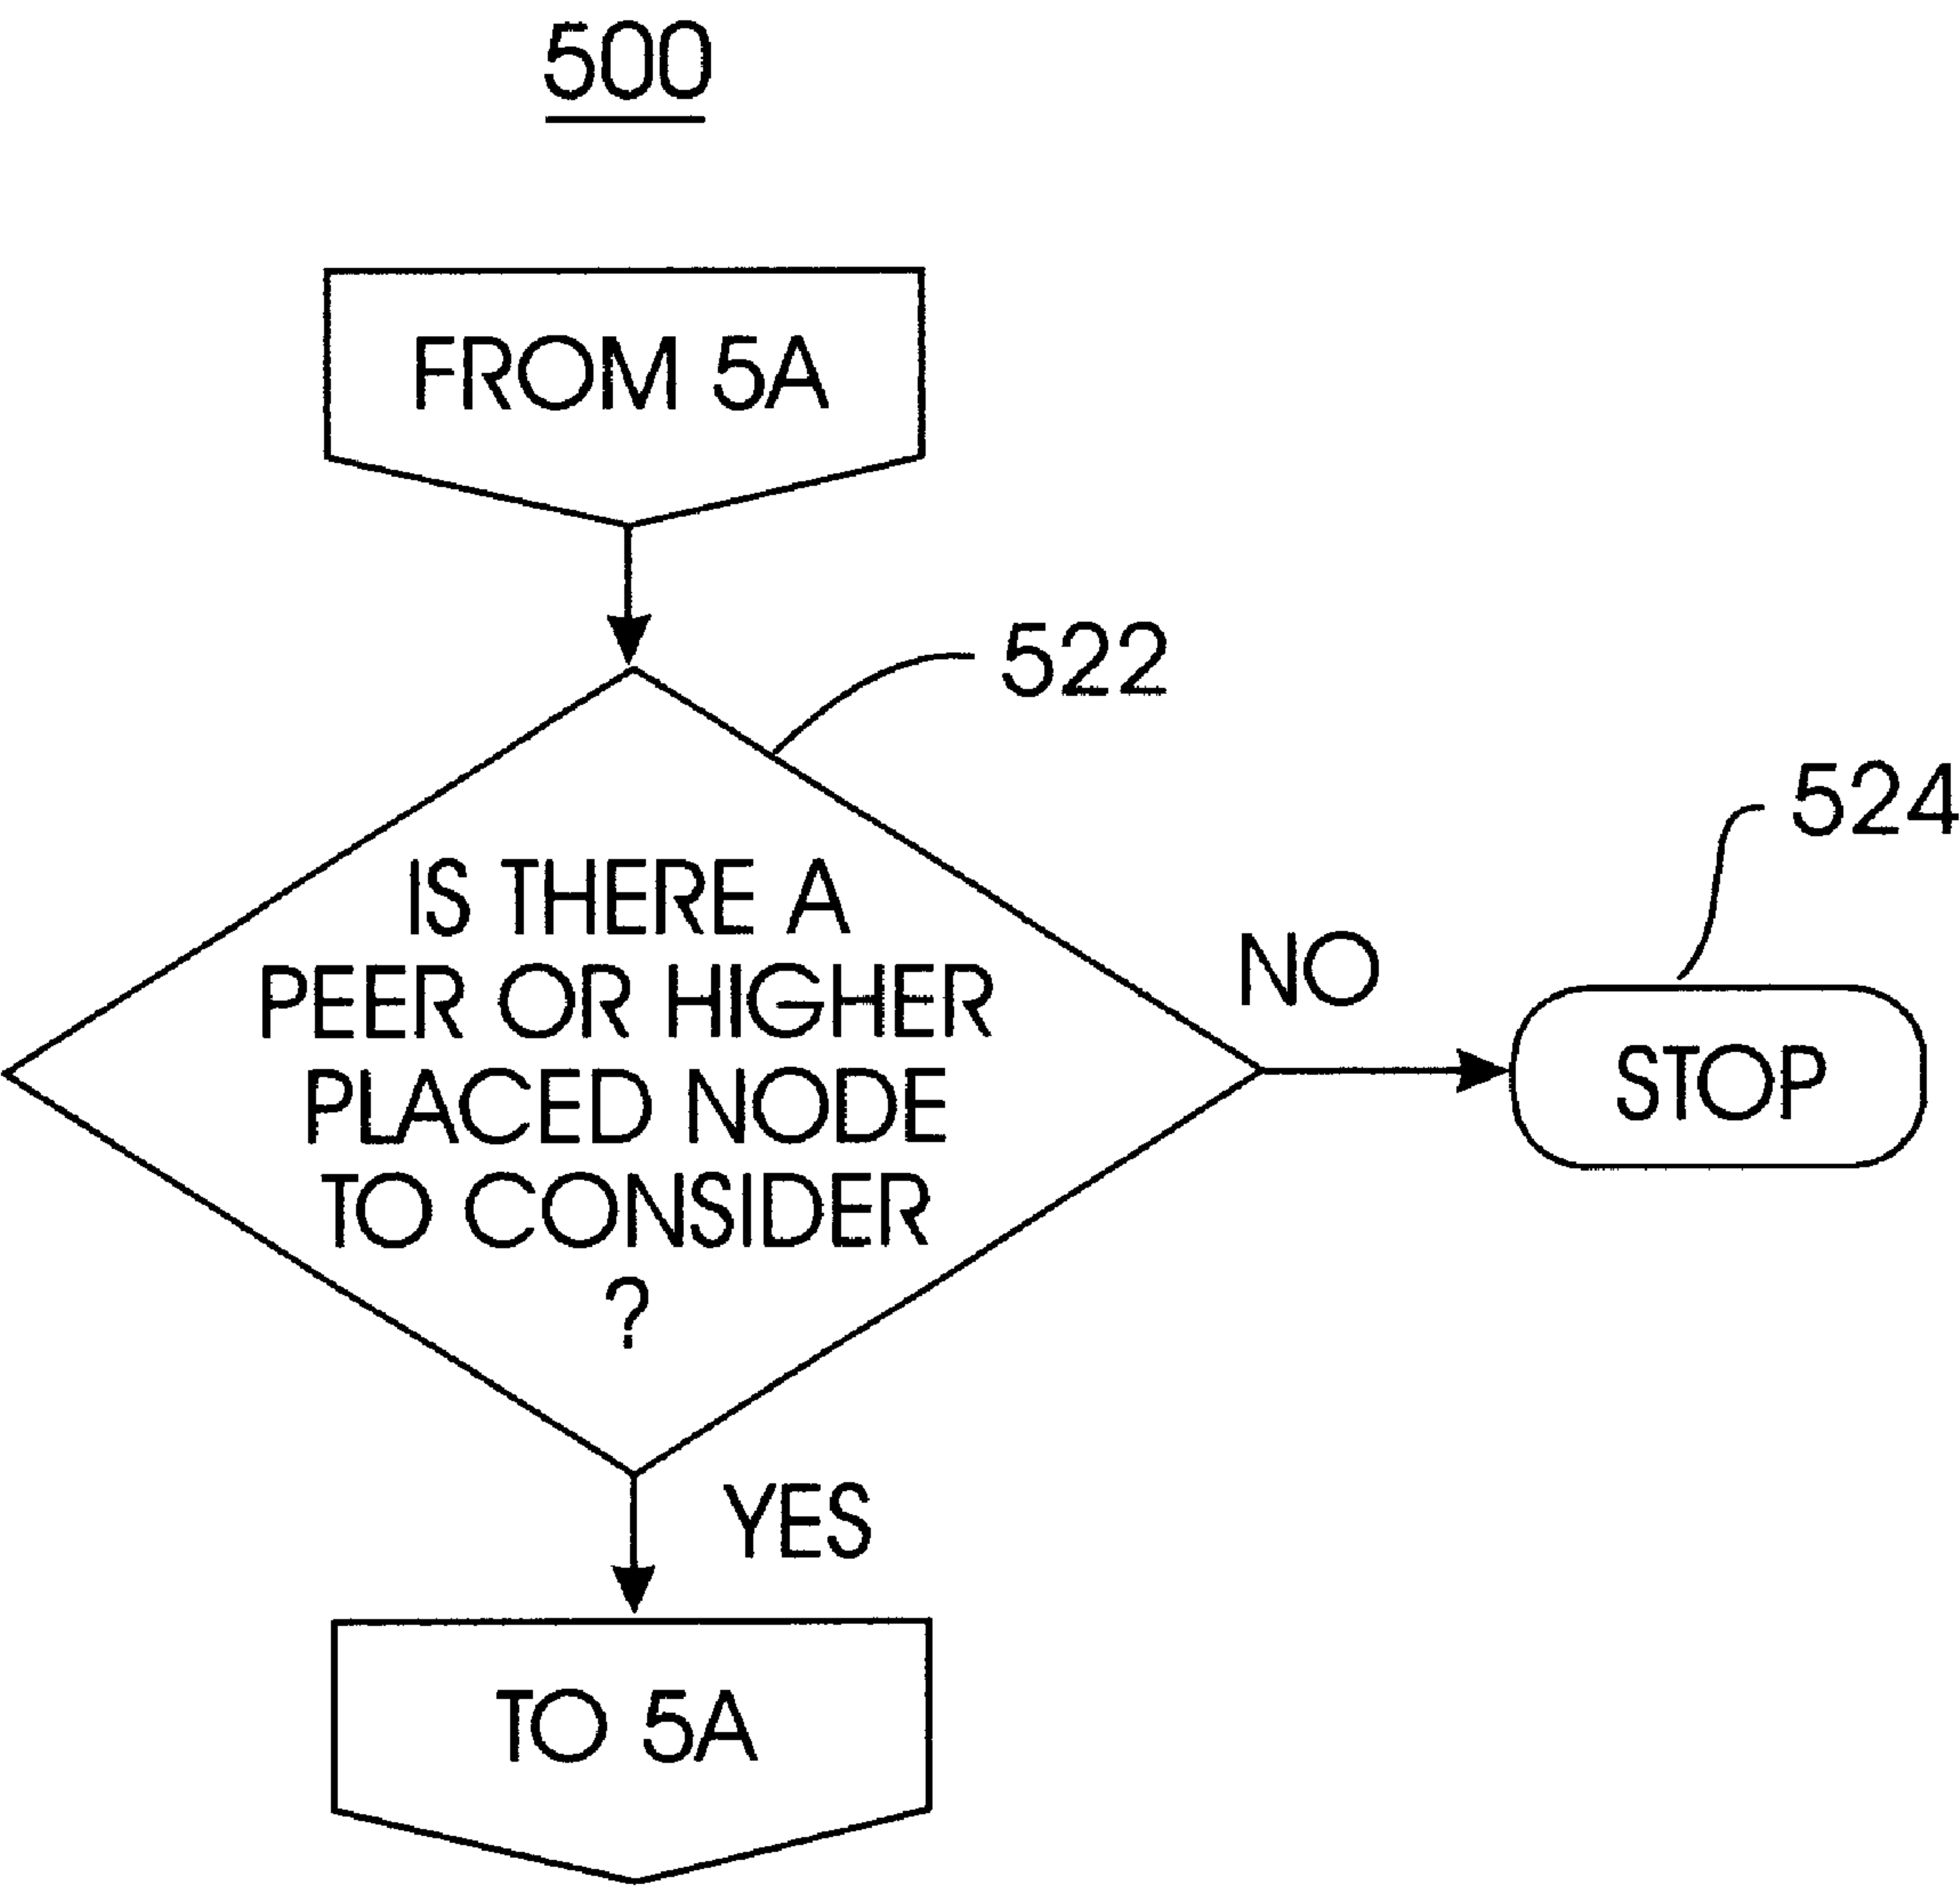 500
FROM 5A
522
524
IS THERE A
PEER OR HIGHER
PLACED NODE
TO CONSIDER
?
NO
STOP
YES
TO 5A